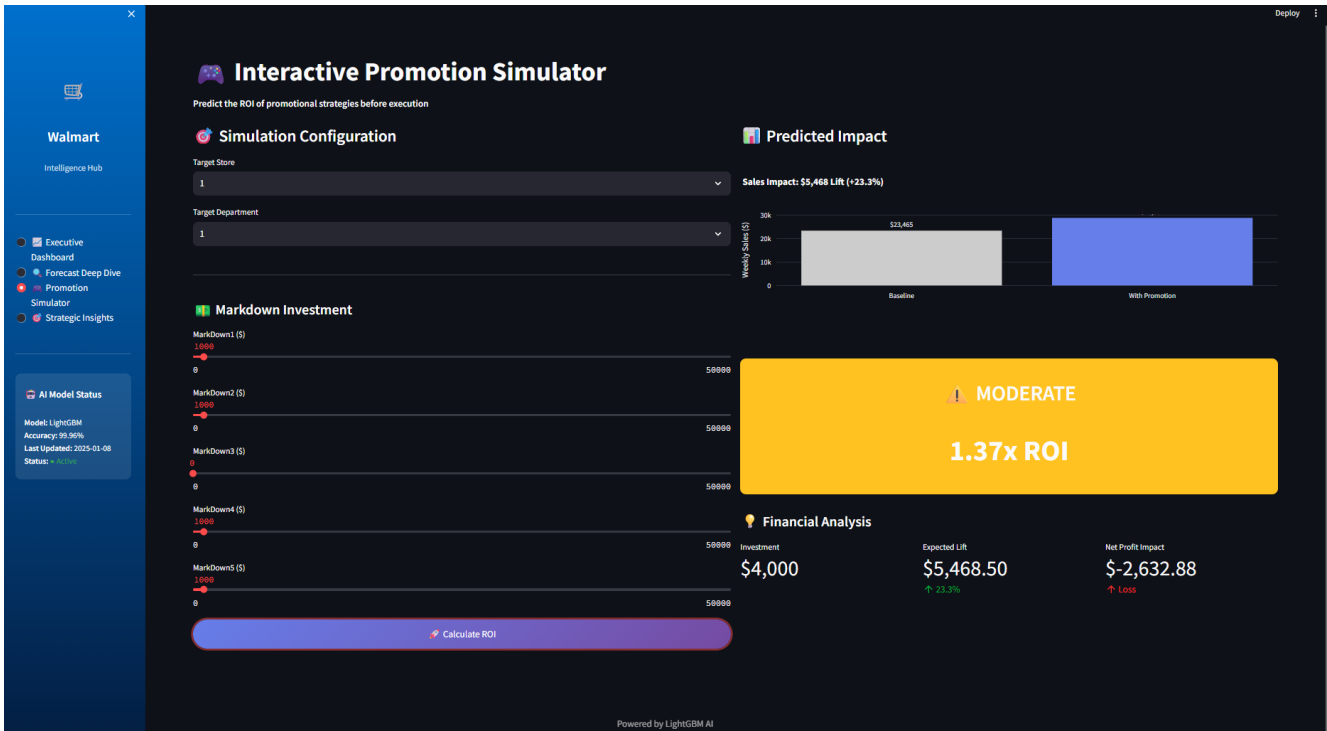 Deploy
Walmart
Intelligence Hub
Executive
Dashboard
Forecast Deep Dive
Promotion
Simulator
Strategic Insights
AI Model Status
Model: LightGBM
Accuracy: 99.96%
Last Updated: 2025-01-08
Status: ● Active
Interactive Promotion Simulator
Predict the ROI of promotional strategies before execution
Simulation Configuration
Target Store
1
Target Department
1
Markdown Investment
MarkDown1 ($)
1000
0 50000
MarkDown2 ($)
1000
0 50000
MarkDown3 ($)
0
0 50000
MarkDown4 ($)
1000
0 50000
MarkDown5 ($)
1000
0 50000
Calculate ROI
Predicted Impact
Sales Impact: $5,468 Lift (+23.3%)
Weekly Sales ($)
30k
20k
10k
0
$23,465
Baseline
With Promotion
MODERATE
1.37x ROI
Financial Analysis
Investment
$4,000
Expected Lift
$5,468.50
↑ 23.3%
Net Profit Impact
$-2,632.88
↑ Loss
Powered by LightGBM AI